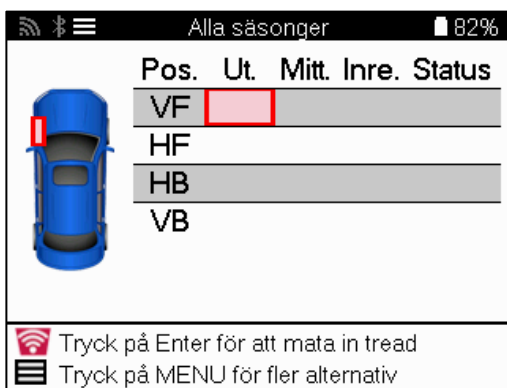 Alla säsonger 82%
Pos. Ut. Mitt. Inre. Status
VF
HF
HB
VB
Tryck på Enter för att mata in tread
Tryck på MENU för fler alternativ